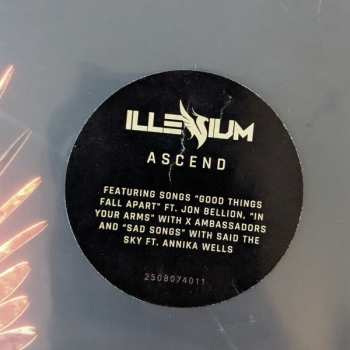 ILLENIUM
ASCEND
FEATURING SONGS "GOOD THINGS
FALL APART" FT. JON BELLION, "IN
YOUR ARMS" WITH X AMBASSADORS
AND "SAD SONGS" WITH SAID THE
SKY FT. ANNIKA WELLS
2508074011